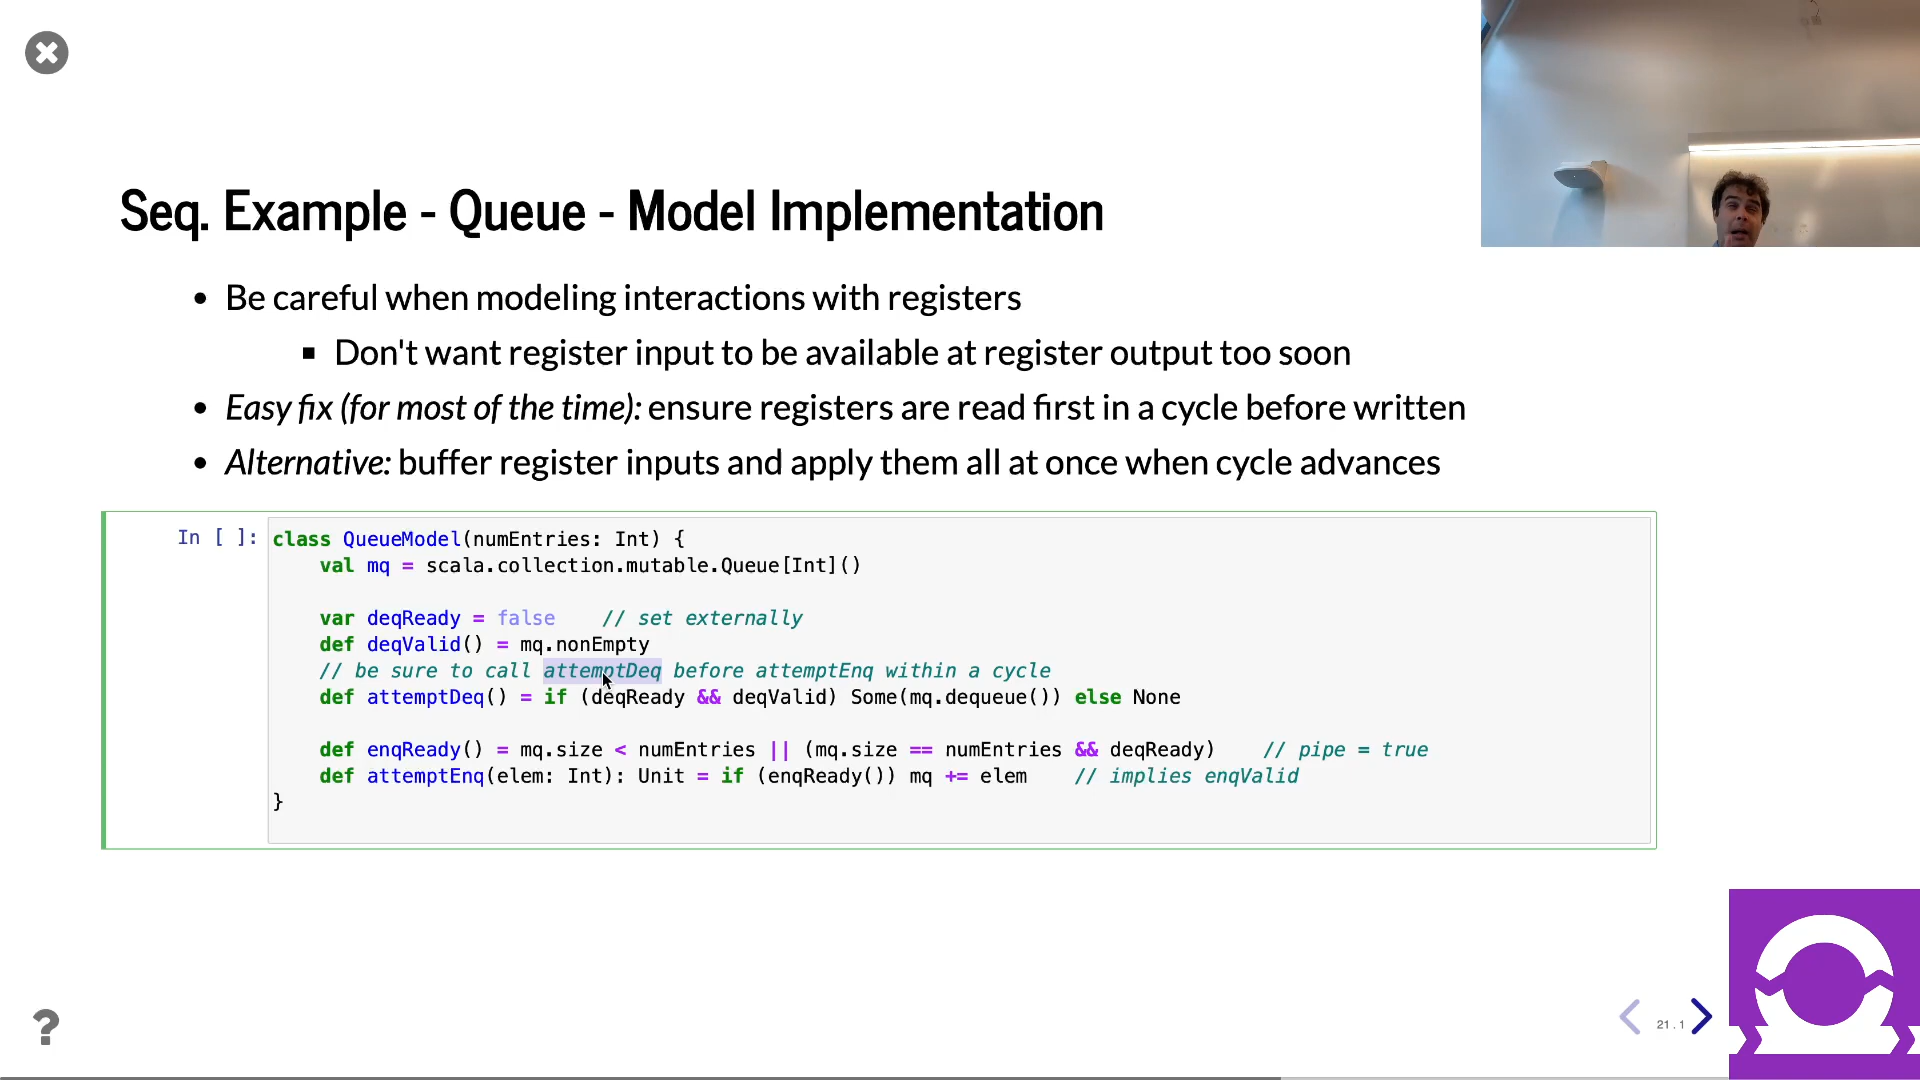 Seq. Example - Queue - Model Implementation
• Be careful when modeling interactions with registers
▪ Don't want register input to be available at register output too soon
• Easy fix (for most of the time): ensure registers are read first in a cycle before written
• Alternative: buffer register inputs and apply them all at once when cycle advances
In [ ]: class QueueModel(numEntries: Int) {
    val mq = scala.collection.mutable.Queue[Int]()

    var deqReady = false    // set externally
    def deqValid() = mq.nonEmpty
    // be sure to call attemptDeq before attemptEnq within a cycle
    def attemptDeq() = if (deqReady && deqValid) Some(mq.dequeue()) else None

    def enqReady() = mq.size < numEntries || (mq.size == numEntries && deqReady)    // pipe = true
    def attemptEnq(elem: Int): Unit = if (enqReady()) mq += elem    // implies enqValid
}
?
21.1